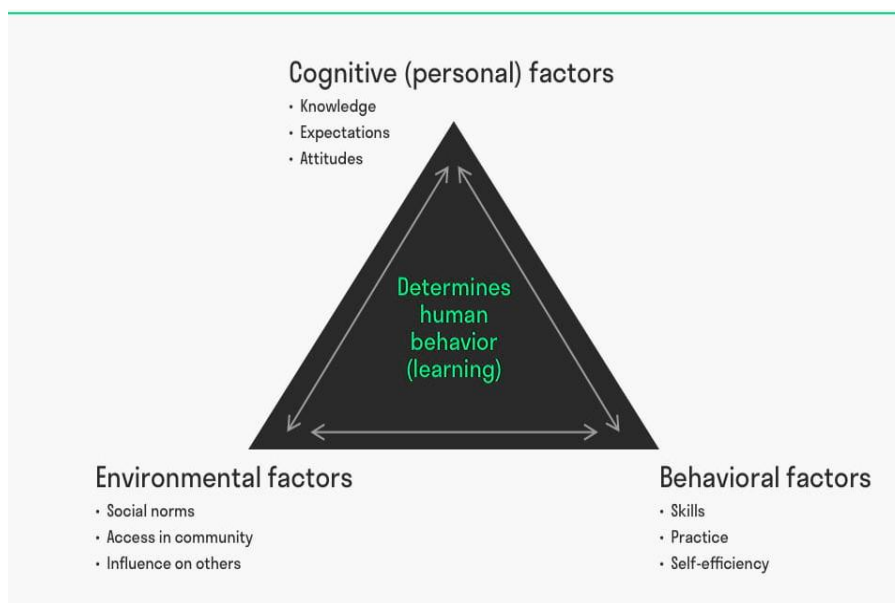 Cognitive (personal) factors
• Knowledge
• Expectations
• Attitudes
Determines
human
behavior
(learning)
Environmental factors
• Social norms
• Access in community
• Influence on others
Behavioral factors
• Skills
• Practice
• Self-efficiency